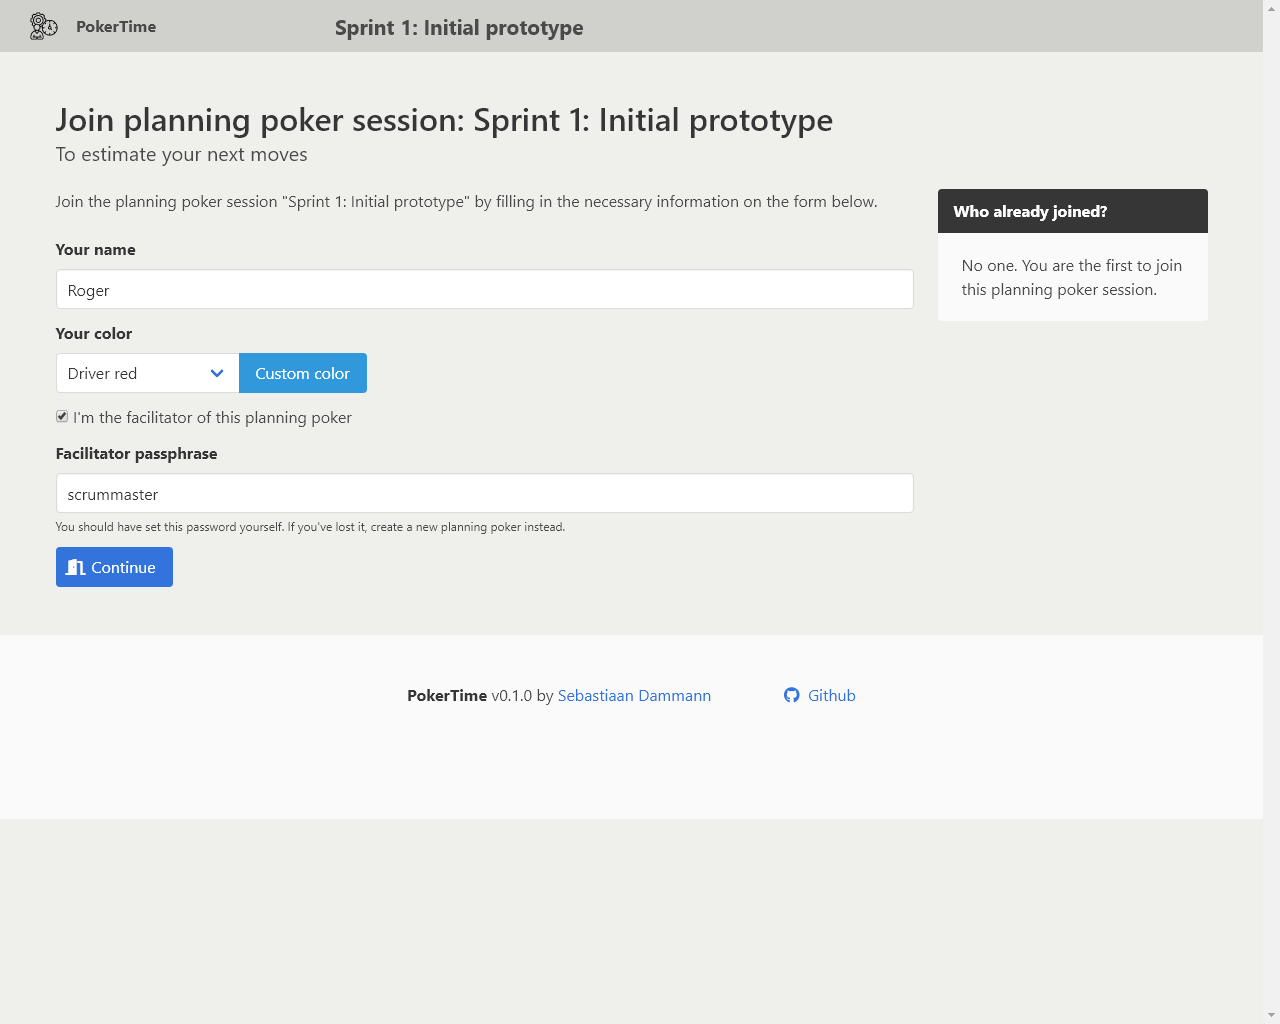 PokerTime
Sprint 1: Initial prototype
Join planning poker session: Sprint 1: Initial prototype
To estimate your next moves
Join the planning poker session "Sprint 1: Initial prototype" by filling in the necessary information on the form below.
Who already joined?
No one. You are the first to join
this planning poker session.
Your name
Roger
Your color
Driver red
Custom color
I'm the facilitator of this planning poker
Facilitator passphrase
scrummaster
You should have set this password yourself. If you've lost it, create a new planning poker instead.
Continue
PokerTime v0.1.0 by Sebastiaan Dammann
Github